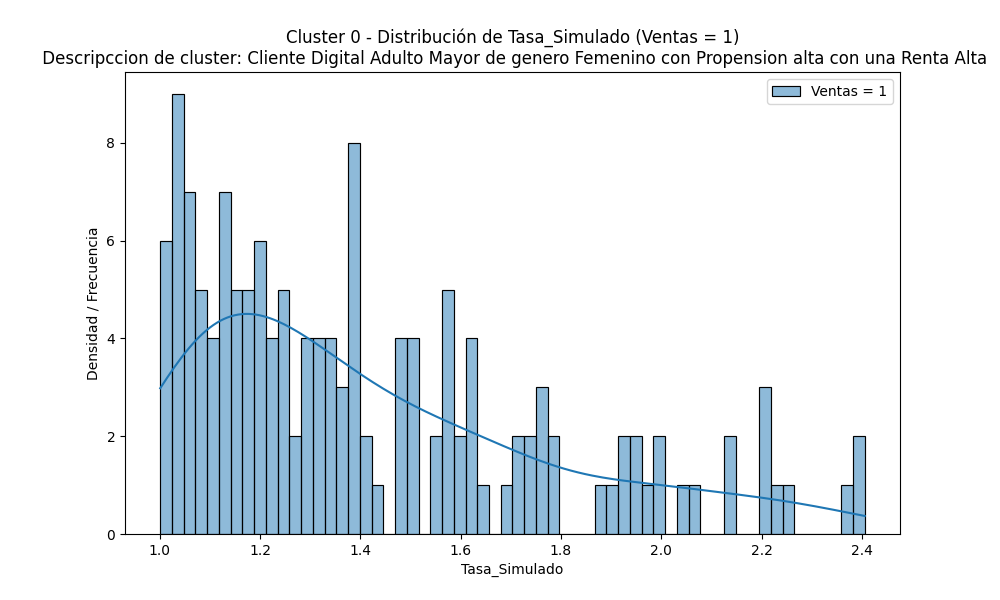 Cluster 0 - Distribución de Tasa_Simulado (Ventas = 1)
Descripccion de cluster: Cliente Digital Adulto Mayor de genero Femenino con Propension alta con una Renta Alta
Ventas = 1
Densidad / Frecuencia
8
6
4
2
0
1.0 1.2 1.4 1.6 1.8 2.0 2.2 2.4
Tasa_Simulado